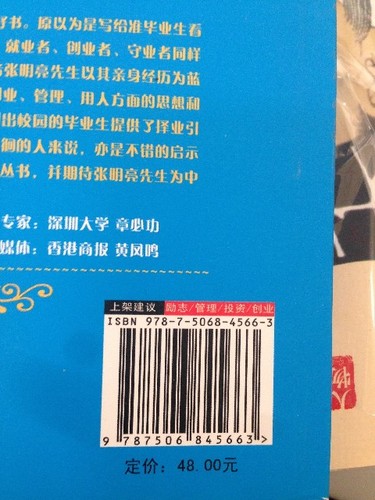 好书。原以为是写给准毕业生看
就业者、创业者、守业者同样
张明亮先生以其亲身经历为蓝
业、管理、用人方面的思想和
出校园的毕业生提供了择业引
徊的人来说，亦是不错的启示
丛书，并期待张明亮先生为中
专家：深圳大学 章必功
媒体：香港商报 黄凤鸣
上架建议 励志/管理/投资/创业
ISBN 978-7-5068-4566-3
9 787506 845663>
定价：48.00元
人物